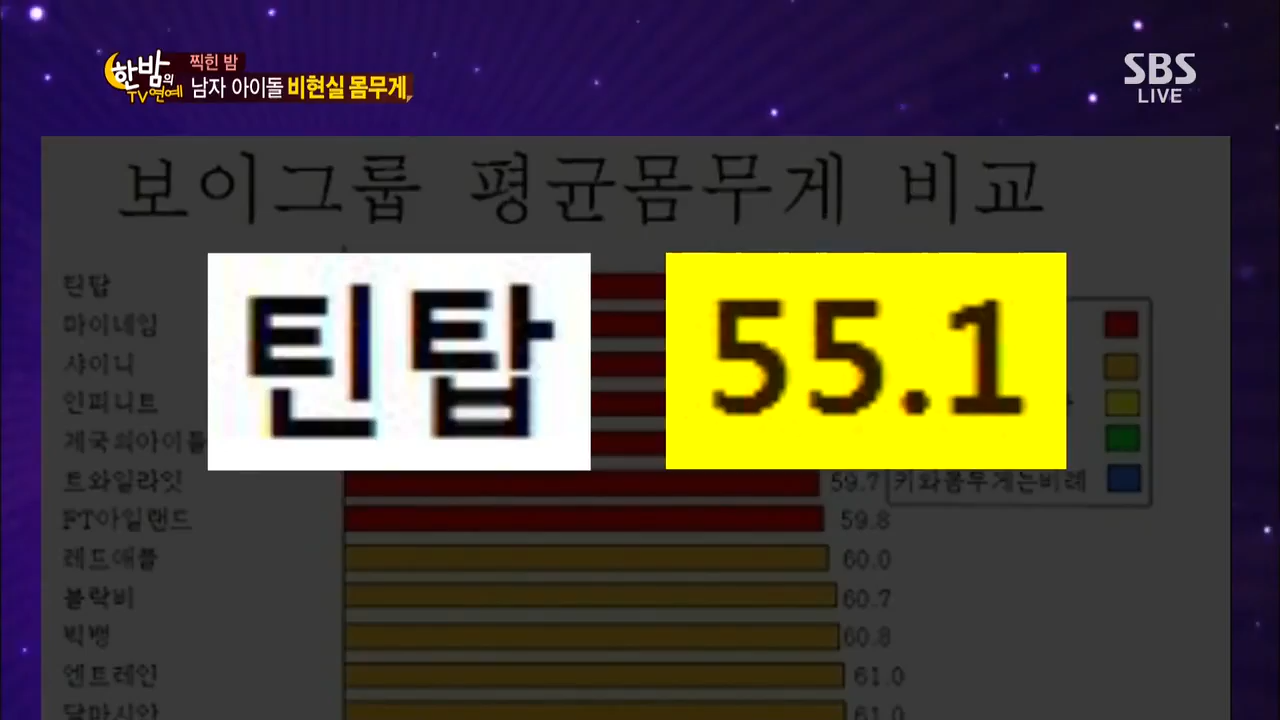 한밤의
TV연예
찍힌 밤
남자 아이돌 비현실 몸무게
SBS
LIVE
보이그룹 평균몸무게 비교
틴탑 55.1
틴탑
마이네임
샤이니
인피니트
제국의아이들
트와일라잇 59.7 키와몸무게는비례
FT아일랜드 59.8
레드애플 60.0
블락비 60.7
빅뱅 60.8
엔트레인 61.0
달마시안 61.0